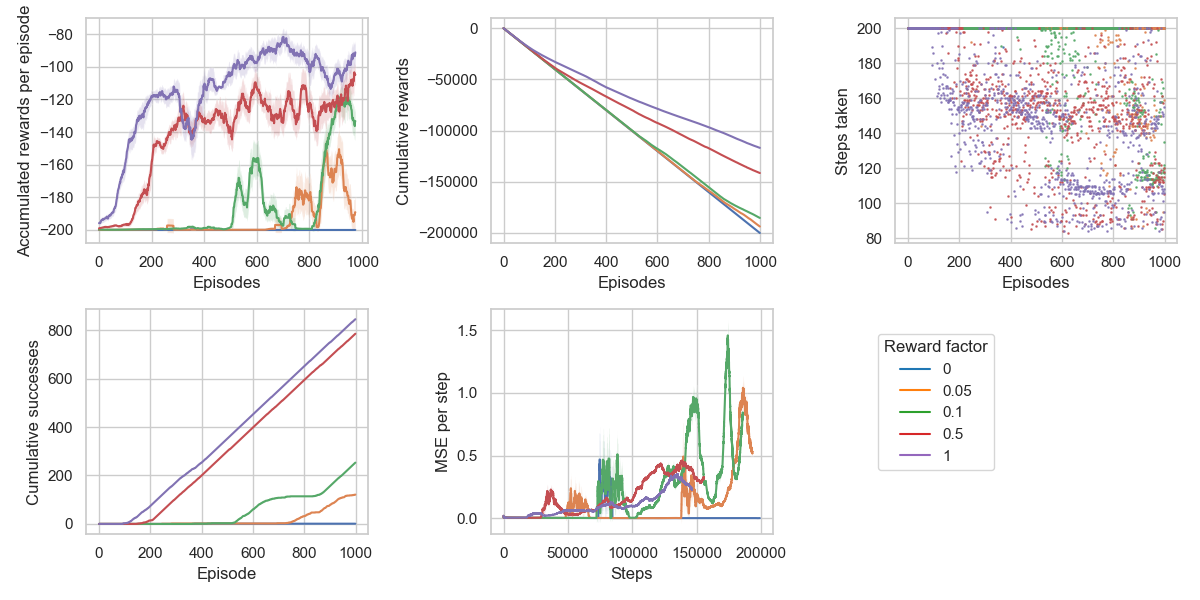 Accumulated rewards per episode
−80
−100
−120
−140
−160
−180
−200
0 200 400 600 800 1000
Episodes
Cumulative rewards
0
−50000
−100000
−150000
−200000
0 200 400 600 800 1000
Episodes
Steps taken
200
180
160
140
120
100
80
0 200 400 600 800 1000
Episodes
Cumulative successes
800
600
400
200
0
0 200 400 600 800 1000
Episode
MSE per step
1.5
1.0
0.5
0.0
0 50000 100000 150000 200000
Steps
Reward factor
0
0.05
0.1
0.5
1